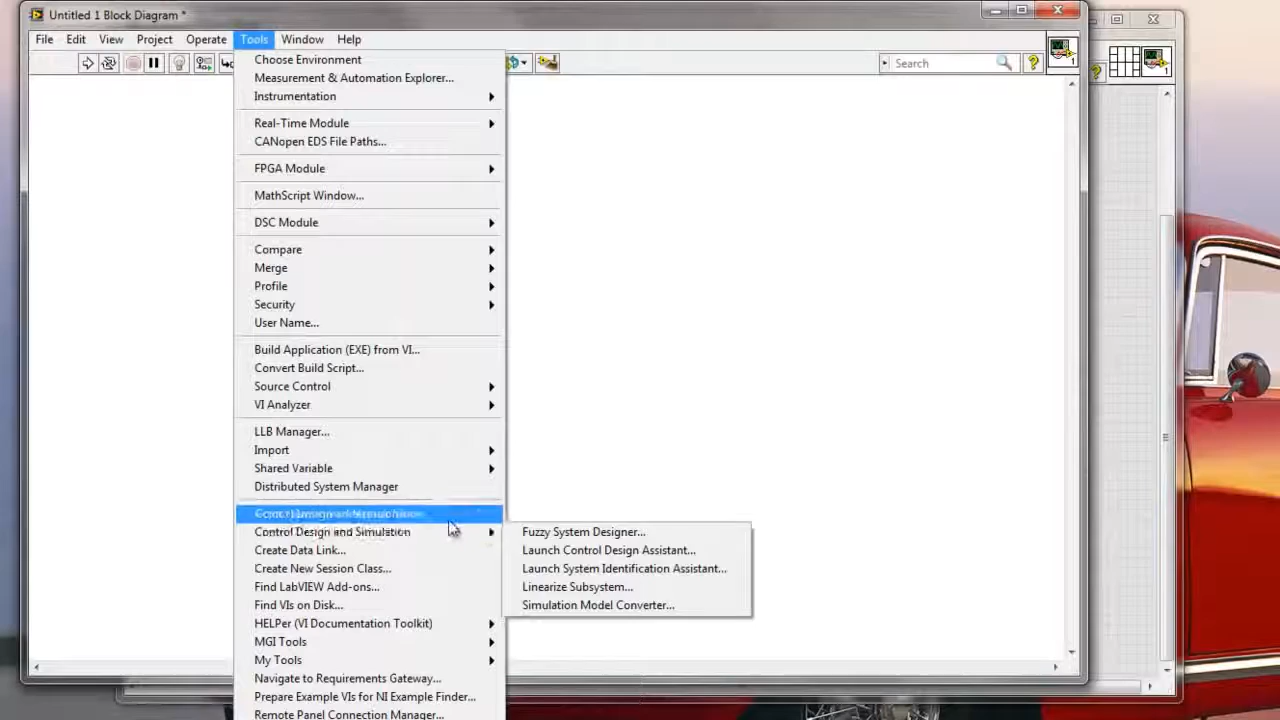 Untitled 1 Block Diagram *
File Edit View Project Operate Tools Window Help
Search
?
?
1
1
Choose Environment
Measurement & Automation Explorer...
Instrumentation
Real-Time Module
CANopen EDS File Paths...
FPGA Module
MathScript Window...
DSC Module
Compare
Merge
Profile
Security
User Name...
Build Application (EXE) from VI...
Convert Build Script...
Source Control
VI Analyzer
LLB Manager...
Import
Shared Variable
Distributed System Manager
Control Design and Simulation
Create Data Link...
Create New Session Class...
Find LabVIEW Add-ons...
Find VIs on Disk...
HELPer (VI Documentation Toolkit)
MGI Tools
My Tools
Navigate to Requirements Gateway...
Prepare Example VIs for NI Example Finder...
Remote Panel Connection Manager...
Fuzzy System Designer...
Launch Control Design Assistant...
Launch System Identification Assistant...
Linearize Subsystem...
Simulation Model Converter...